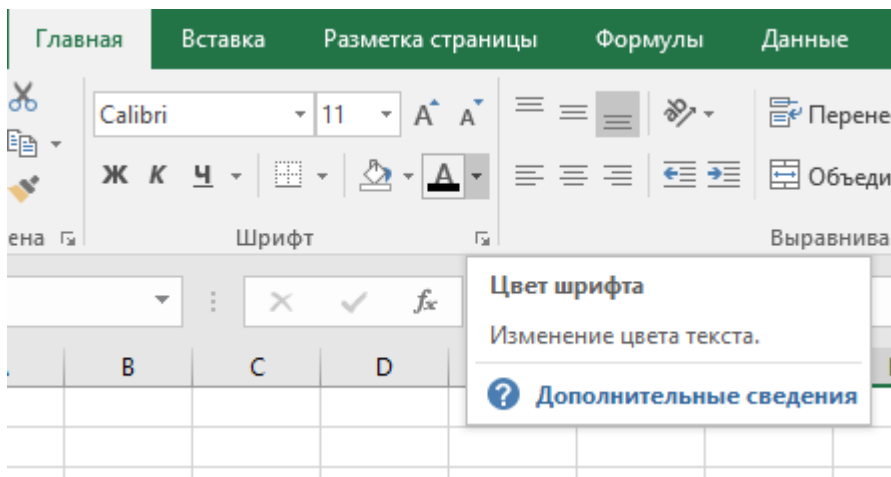 Главная Вставка Разметка страницы Формулы Данные
Calibri 11 A A Перене
Ж К Ч А Объеди
ена Шрифт Выравнива
fx
Цвет шрифта
Изменение цвета текста.
B C D
? Дополнительные сведения